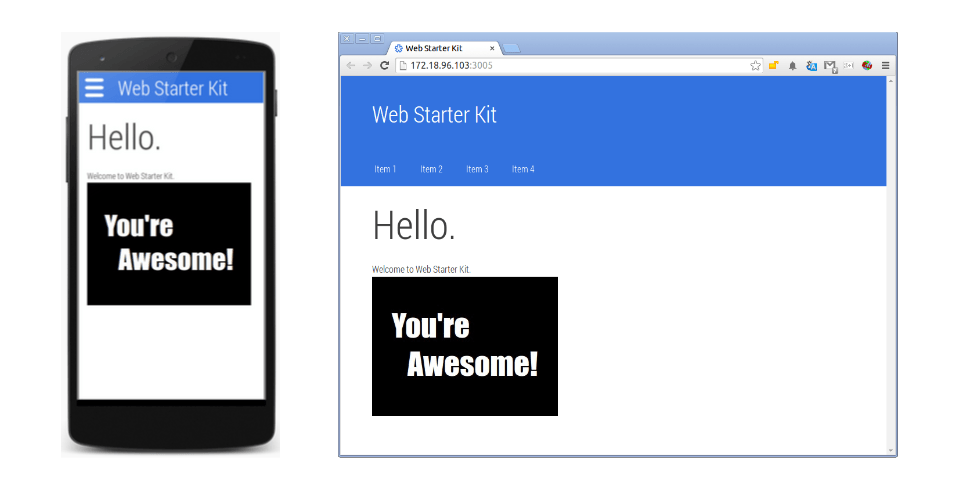 Web Starter Kit
Hello.
Welcome to Web Starter Kit.
You're
Awesome!
Web Starter Kit
172.18.96.103:3005
Web Starter Kit
Item 1 Item 2 Item 3 Item 4
Hello.
Welcome to Web Starter Kit.
You're
Awesome!